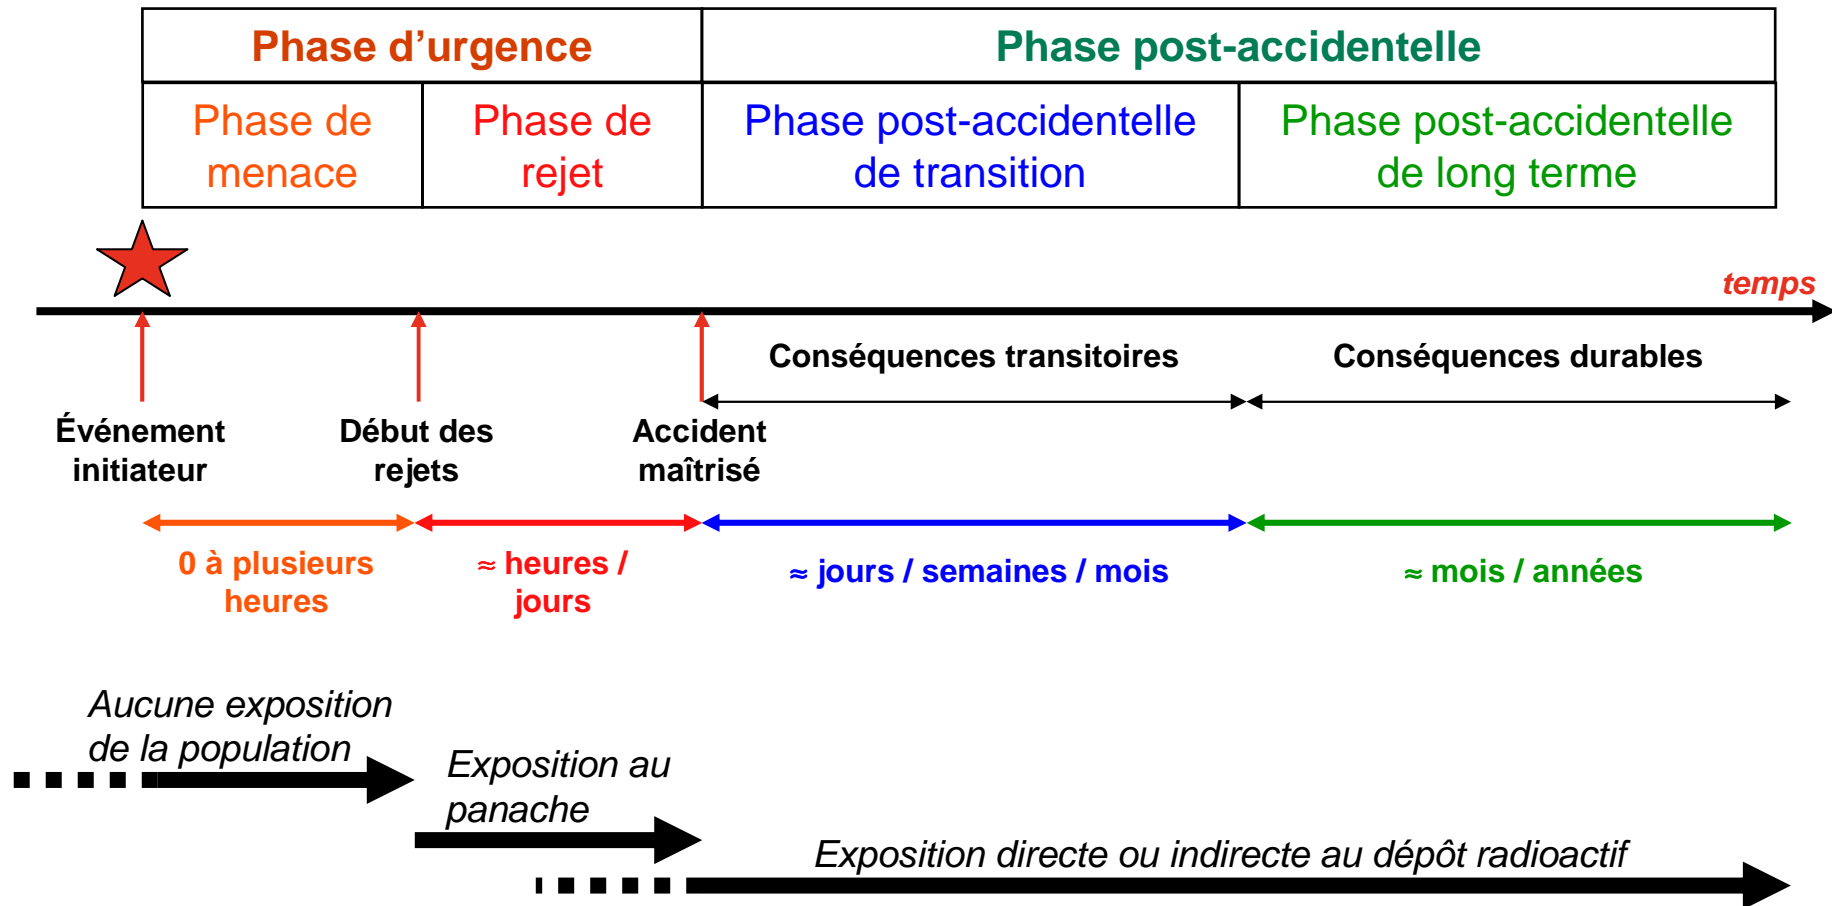 Phase d’urgence
Phase post-accidentelle
Phase de
menace
Phase de
rejet
Phase post-accidentelle
de transition
Phase post-accidentelle
de long terme
temps
Conséquences transitoires
Conséquences durables
Événement
initiateur
Début des
rejets
Accident
maîtrisé
0 à plusieurs
heures
≈ heures /
jours
≈ jours / semaines / mois
≈ mois / années
Aucune exposition
de la population
Exposition au
panache
Exposition directe ou indirecte au dépôt radioactif